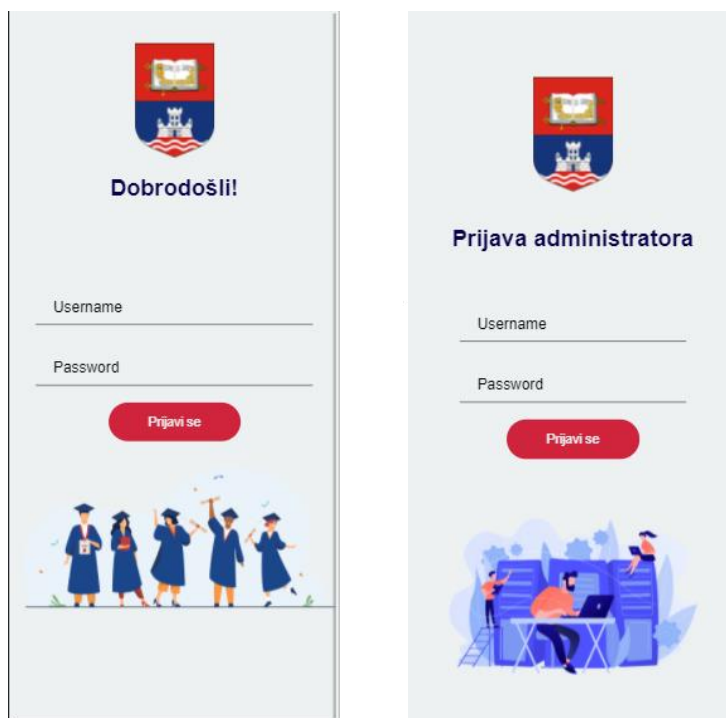 Dobrodošli!
Username
Password
Prijavi se
Prijava administratora
Username
Password
Prijavi se